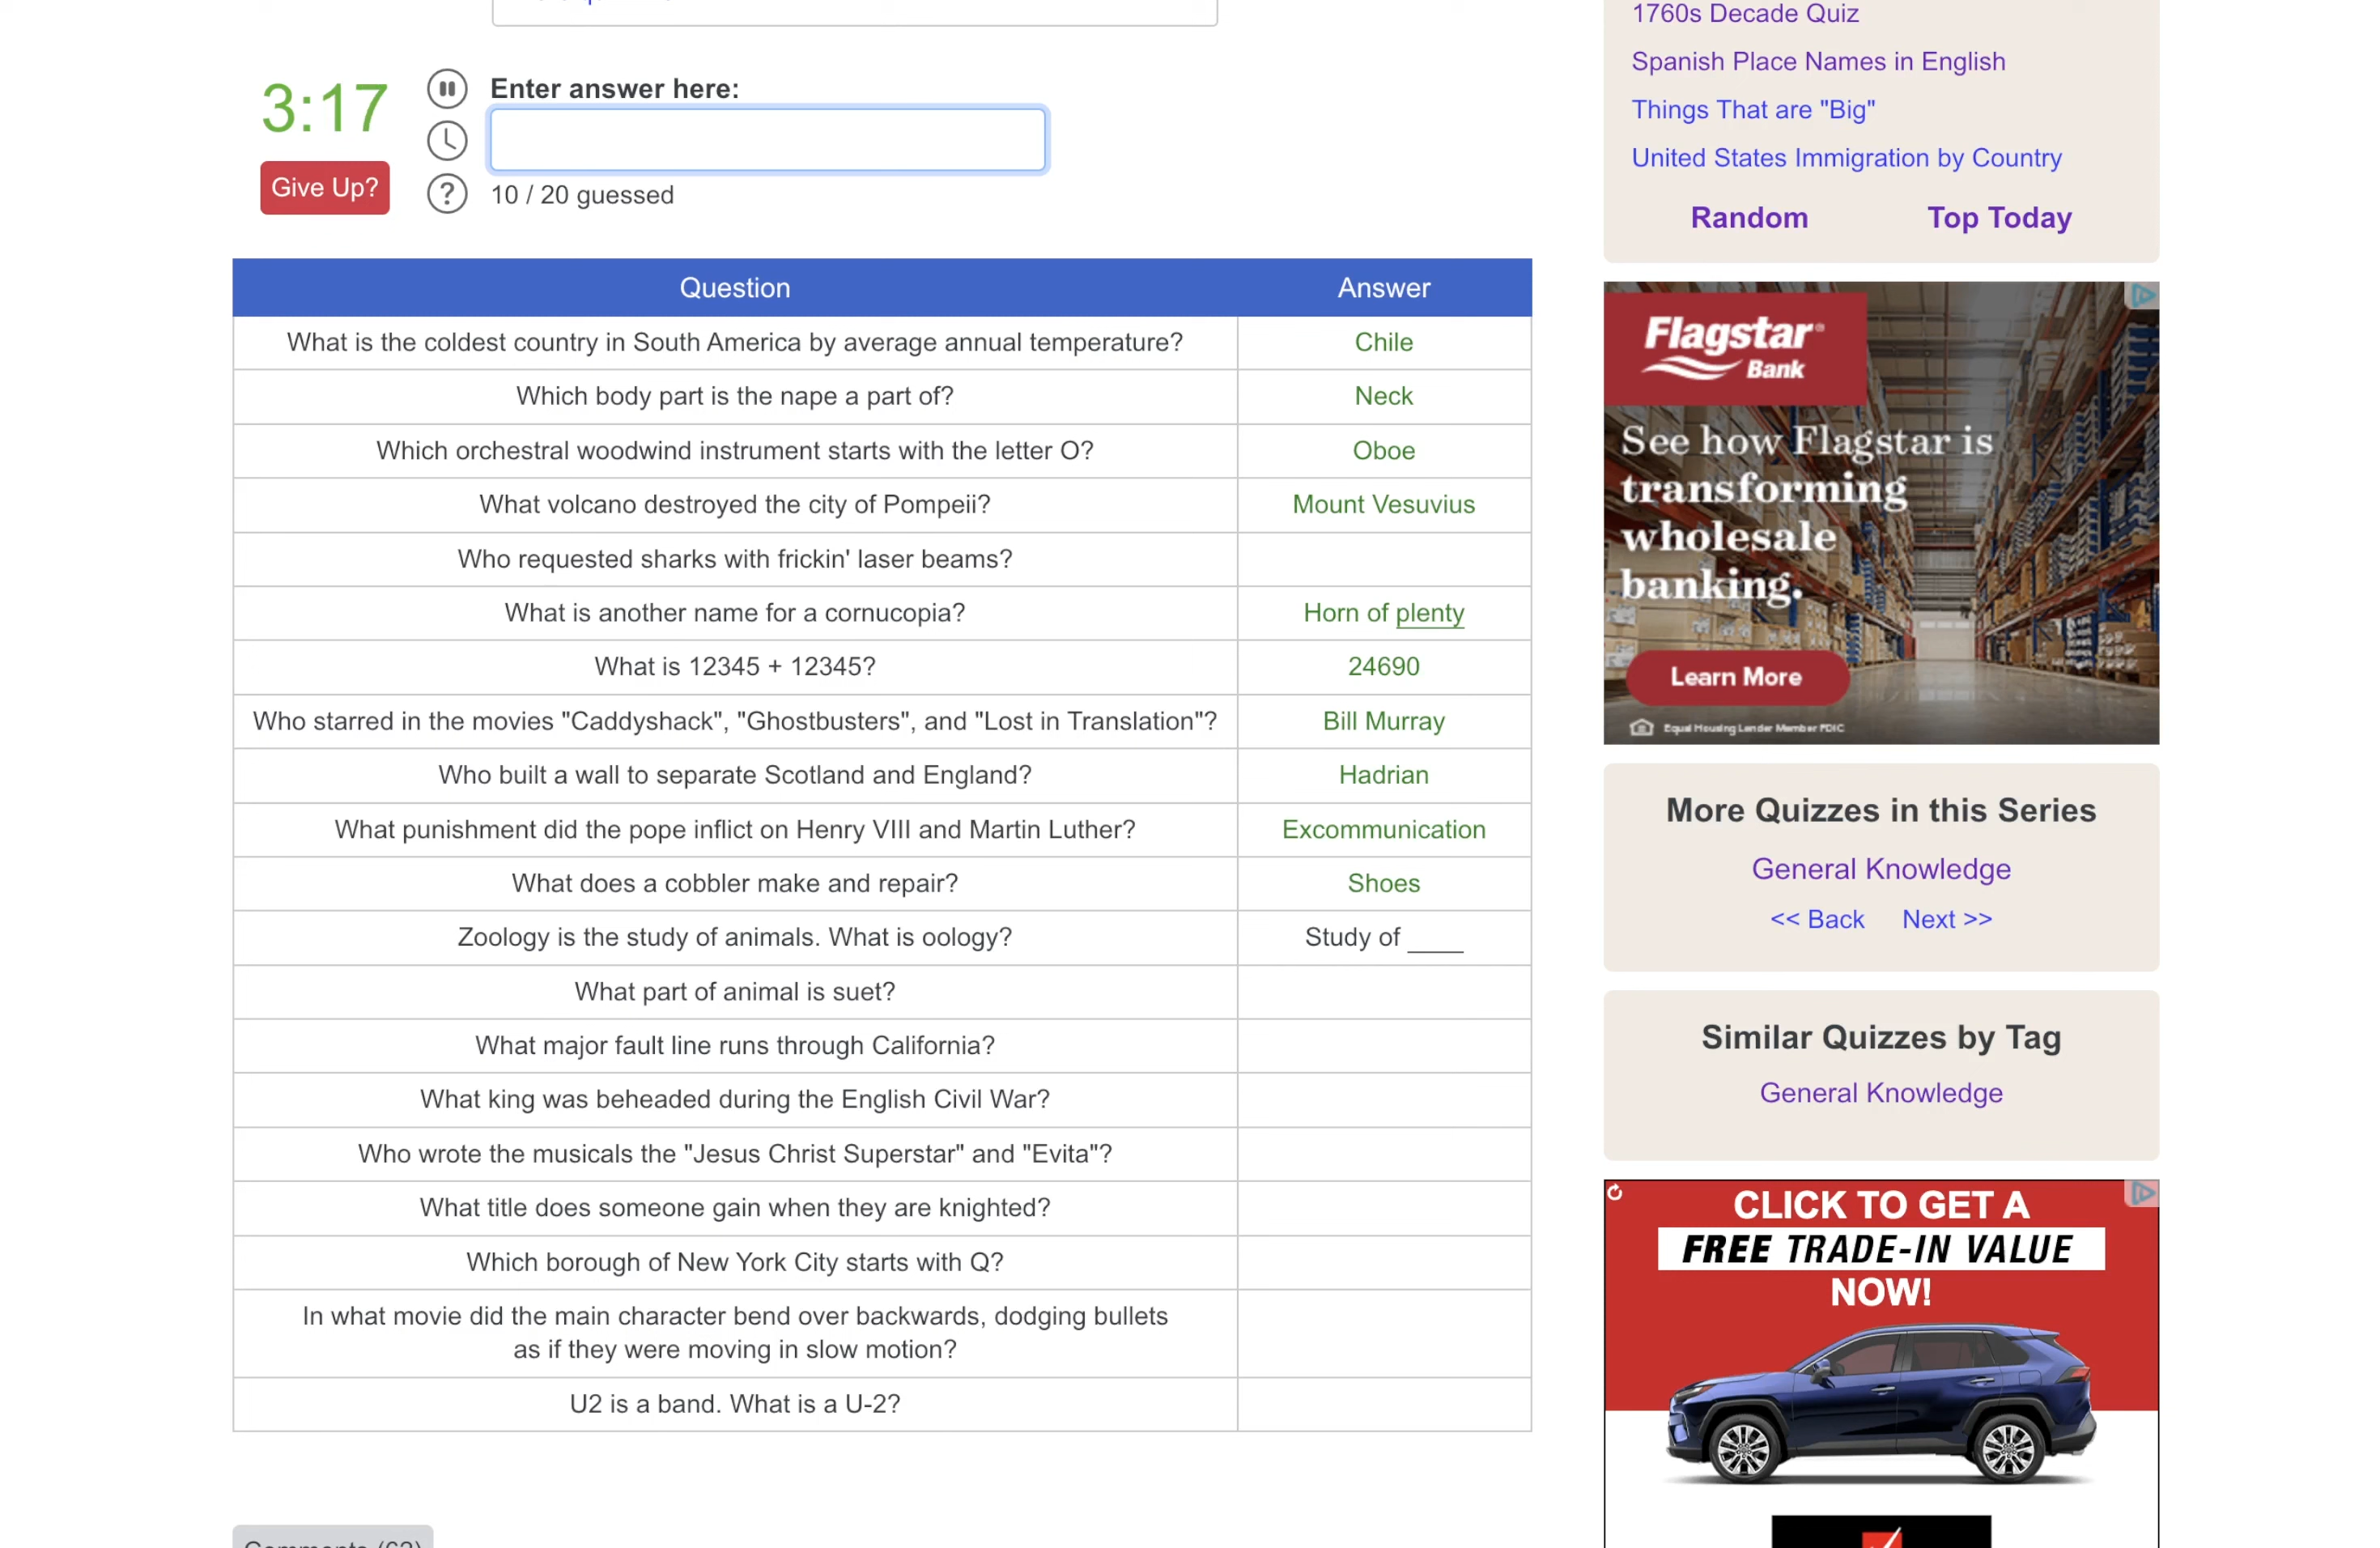 3:17
Give Up?
Enter answer here:
?
10 / 20 guessed
Question Answer
What is the coldest country in South America by average annual temperature? Chile
Which body part is the nape a part of? Neck
Which orchestral woodwind instrument starts with the letter O? Oboe
What volcano destroyed the city of Pompeii? Mount Vesuvius
Who requested sharks with frickin' laser beams?
What is another name for a cornucopia? Horn of plenty
What is 12345 + 12345? 24690
Who starred in the movies "Caddyshack", "Ghostbusters", and "Lost in Translation"? Bill Murray
Who built a wall to separate Scotland and England? Hadrian
What punishment did the pope inflict on Henry VIII and Martin Luther? Excommunication
What does a cobbler make and repair? Shoes
Zoology is the study of animals. What is oology? Study of ____
What part of animal is suet?
What major fault line runs through California?
What king was beheaded during the English Civil War?
Who wrote the musicals the "Jesus Christ Superstar" and "Evita"?
What title does someone gain when they are knighted?
Which borough of New York City starts with Q?
In what movie did the main character bend over backwards, dodging bullets
as if they were moving in slow motion?
U2 is a band. What is a U-2?
1760s Decade Quiz
Spanish Place Names in English
Things That are "Big"
United States Immigration by Country
Random Top Today
Flagstar®
Bank
See how Flagstar is
transforming
wholesale
banking.
Learn More
Equal Housing Lender Member FDIC
More Quizzes in this Series
General Knowledge
<< Back Next >>
Similar Quizzes by Tag
General Knowledge
CLICK TO GET A
FREE TRADE-IN VALUE
NOW!